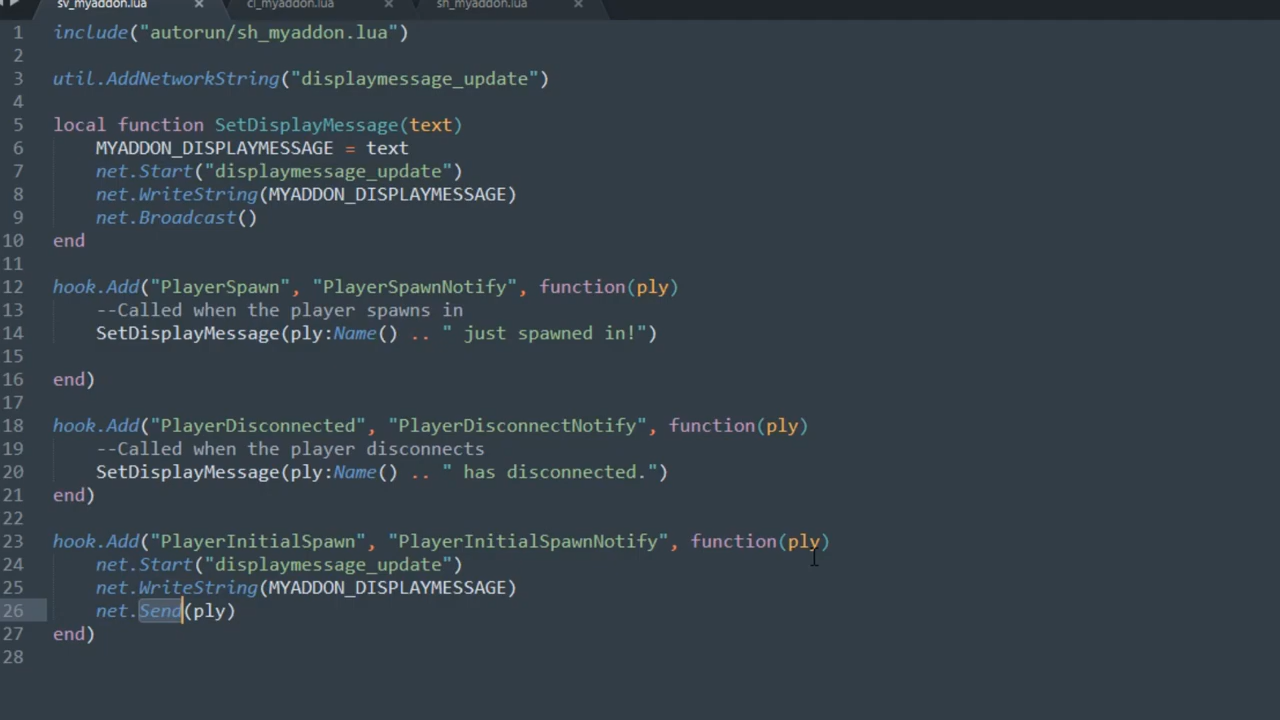 sv_myaddon.lua × cl_myaddon.lua × sh_myaddon.lua ×
1 include("autorun/sh_myaddon.lua")
2
3 util.AddNetworkString("displaymessage_update")
4
5 local function SetDisplayMessage(text)
6 MYADDON_DISPLAYMESSAGE = text
7 net.Start("displaymessage_update")
8 net.WriteString(MYADDON_DISPLAYMESSAGE)
9 net.Broadcast()
10 end
11
12 hook.Add("PlayerSpawn", "PlayerSpawnNotify", function(ply)
13 --Called when the player spawns in
14 SetDisplayMessage(ply:Name() .. " just spawned in!")
15
16 end)
17
18 hook.Add("PlayerDisconnected", "PlayerDisconnectNotify", function(ply)
19 --Called when the player disconnects
20 SetDisplayMessage(ply:Name() .. " has disconnected.")
21 end)
22
23 hook.Add("PlayerInitialSpawn", "PlayerInitialSpawnNotify", function(ply)
24 net.Start("displaymessage_update")
25 net.WriteString(MYADDON_DISPLAYMESSAGE)
26 net.Send(ply)
27 end)
28